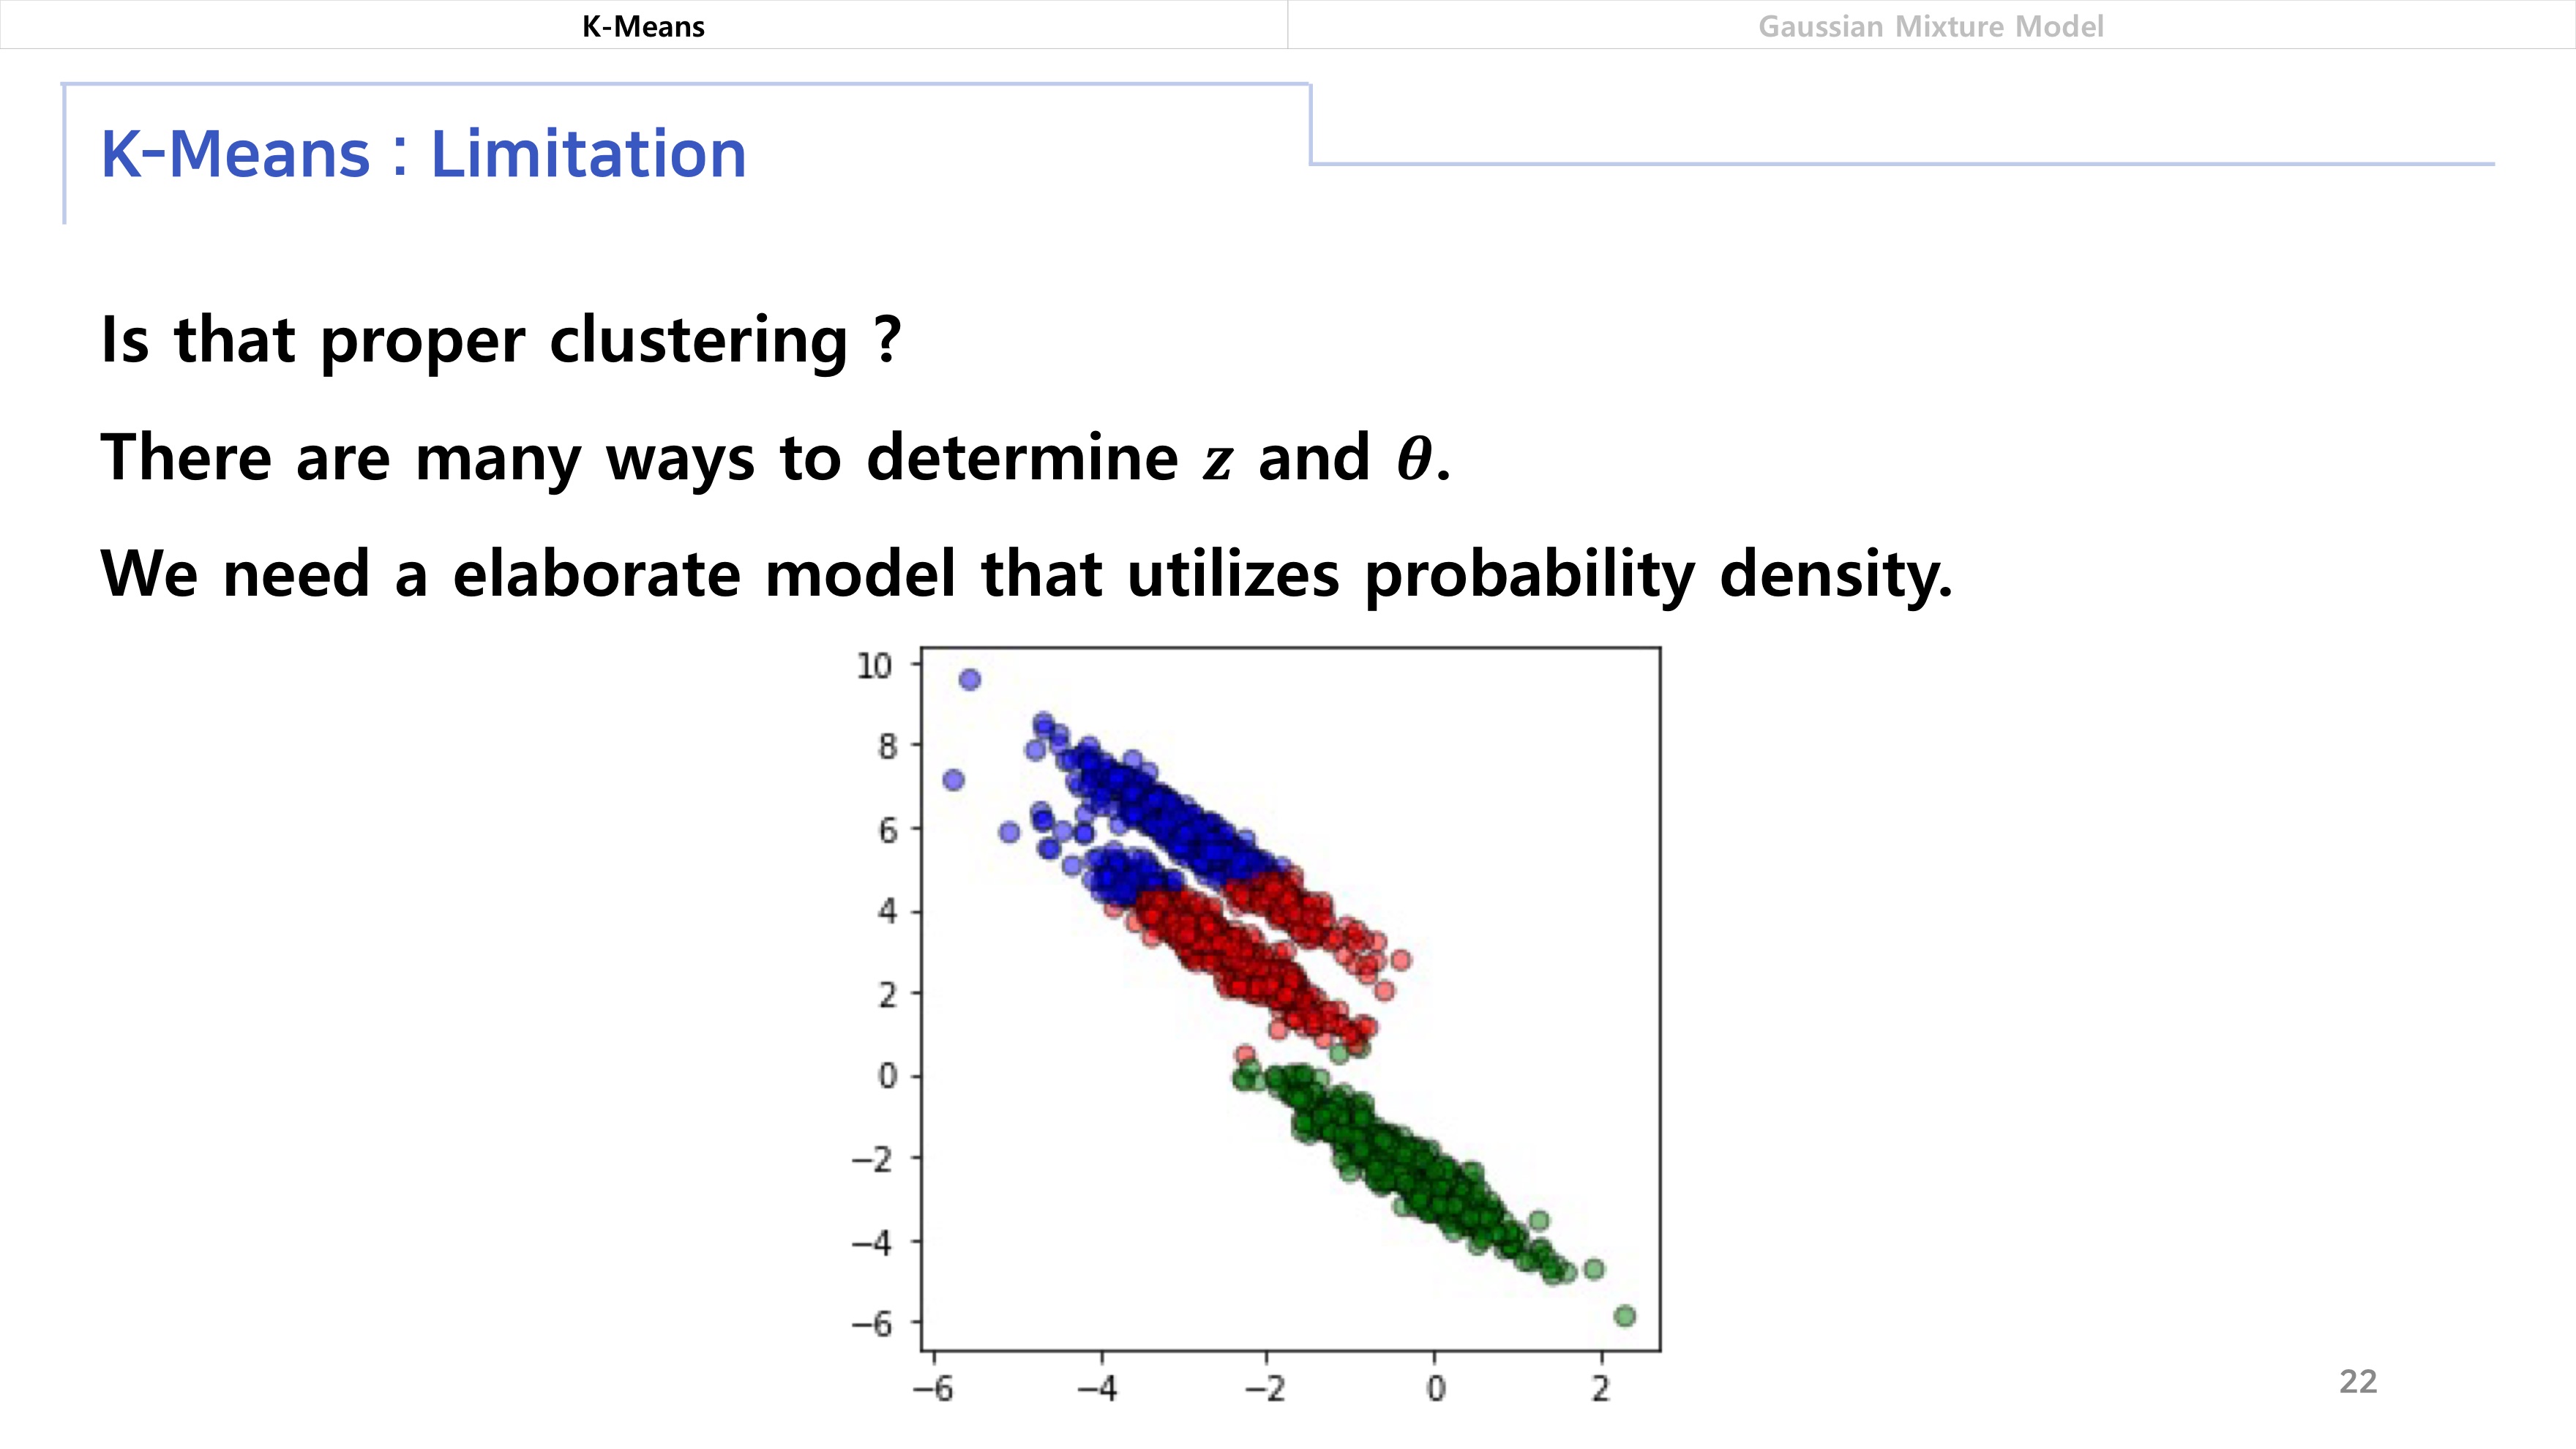 K-Means
Gaussian Mixture Model
K-Means : Limitation
Is that proper clustering ?
There are many ways to determine z and θ.
We need a elaborate model that utilizes probability density.
10
8
6
4
2
0
−2
−4
−6
−6 −4 −2 0 2
22